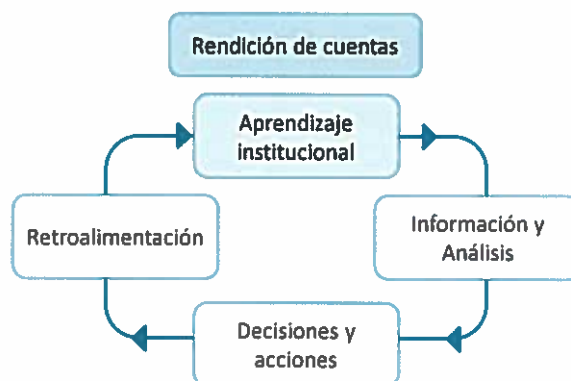 Rendición de cuentas
Aprendizaje
institucional
Retroalimentación
Información y
Análisis
Decisiones y
acciones